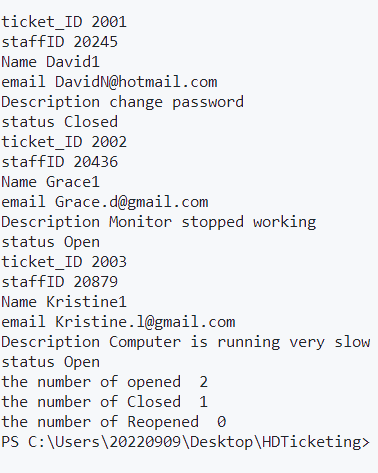 ticket_ID 2001
staffID 20245
Name David1
email DavidN@hotmail.com
Description change password
status Closed
ticket_ID 2002
staffID 20436
Name Grace1
email Grace.d@gmail.com
Description Monitor stopped working
status Open
ticket_ID 2003
staffID 20879
Name Kristine1
email Kristine.l@gmail.com
Description Computer is running very slow
status Open
the number of opened  2
the number of Closed  1
the number of Reopened  0
PS C:\Users\20220909\Desktop\HDTicketing>